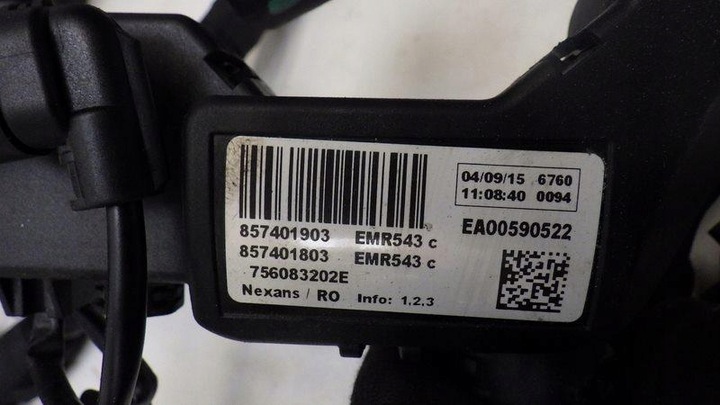 04/09/15 6760
11:08:40 0094
857401903 EMR543 c
EA00590522
857401803 EMR543 c
756083202E
Nexans / RO Info: 1,2,3